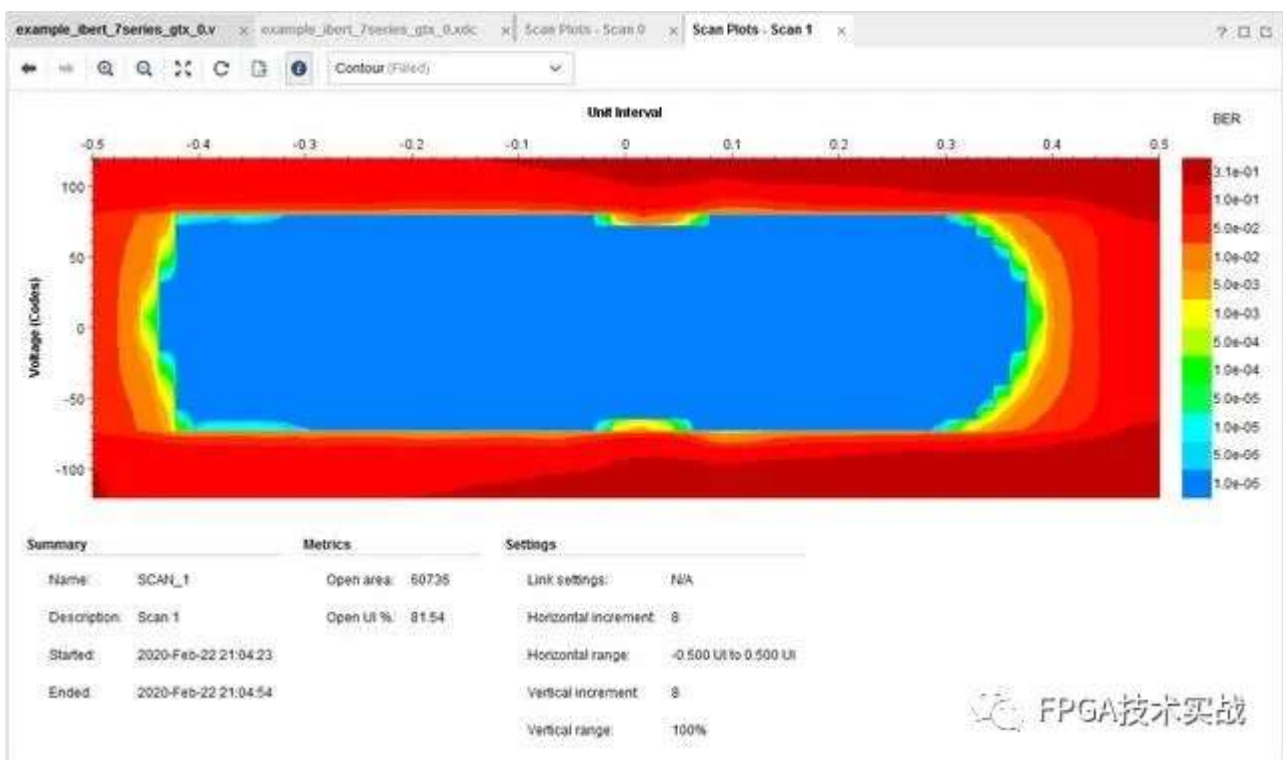 example_ibert_7series_gtx_0.v × example_ibert_7series_gtx_0.xdc × Scan Plots - Scan 0 × Scan Plots - Scan 1 × ?
Contour (Filled)
Unit Interval
BER
-0.5 -0.4 -0.3 -0.2 -0.1 0 0.1 0.2 0.3 0.4 0.5
Voltage (Codes)
100
50
0
-50
-100
3.1e-01
1.0e-01
5.0e-02
1.0e-02
5.0e-03
1.0e-03
5.0e-04
1.0e-04
5.0e-05
1.0e-05
5.0e-06
1.0e-06
Summary Metrics Settings
Name: SCAN_1 Open area: 60736 Link settings: N/A
Description: Scan 1 Open UI %: 81.54 Horizontal increment: 8
Started: 2020-Feb-22 21:04:23 Horizontal range: -0.500 UI to 0.500 UI
Ended: 2020-Feb-22 21:04:54 Vertical increment: 8
Vertical range: 100%
FPGA技术实战